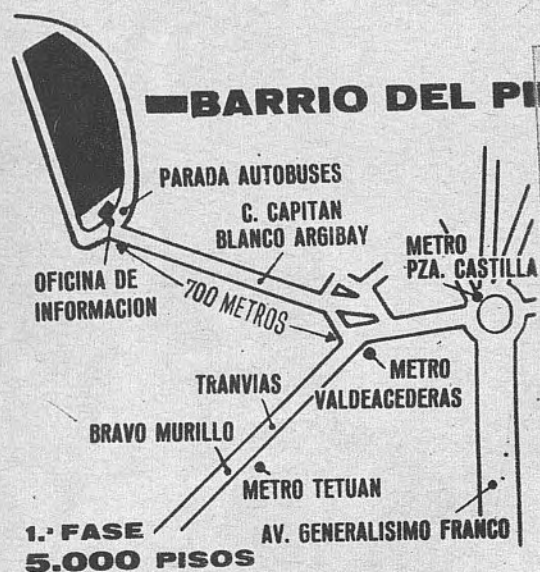 BARRIO DEL PI
PARADA AUTOBUSES
C. CAPITAN
BLANCO ARGIBAY
METRO
PZA. CASTILLA
OFICINA DE
INFORMACION
700 METROS
METRO
VALDEACEDERAS
TRANVIAS
BRAVO MURILLO
METRO TETUAN
AV. GENERALISIMO FRANCO
1.ª FASE
5.000 PISOS